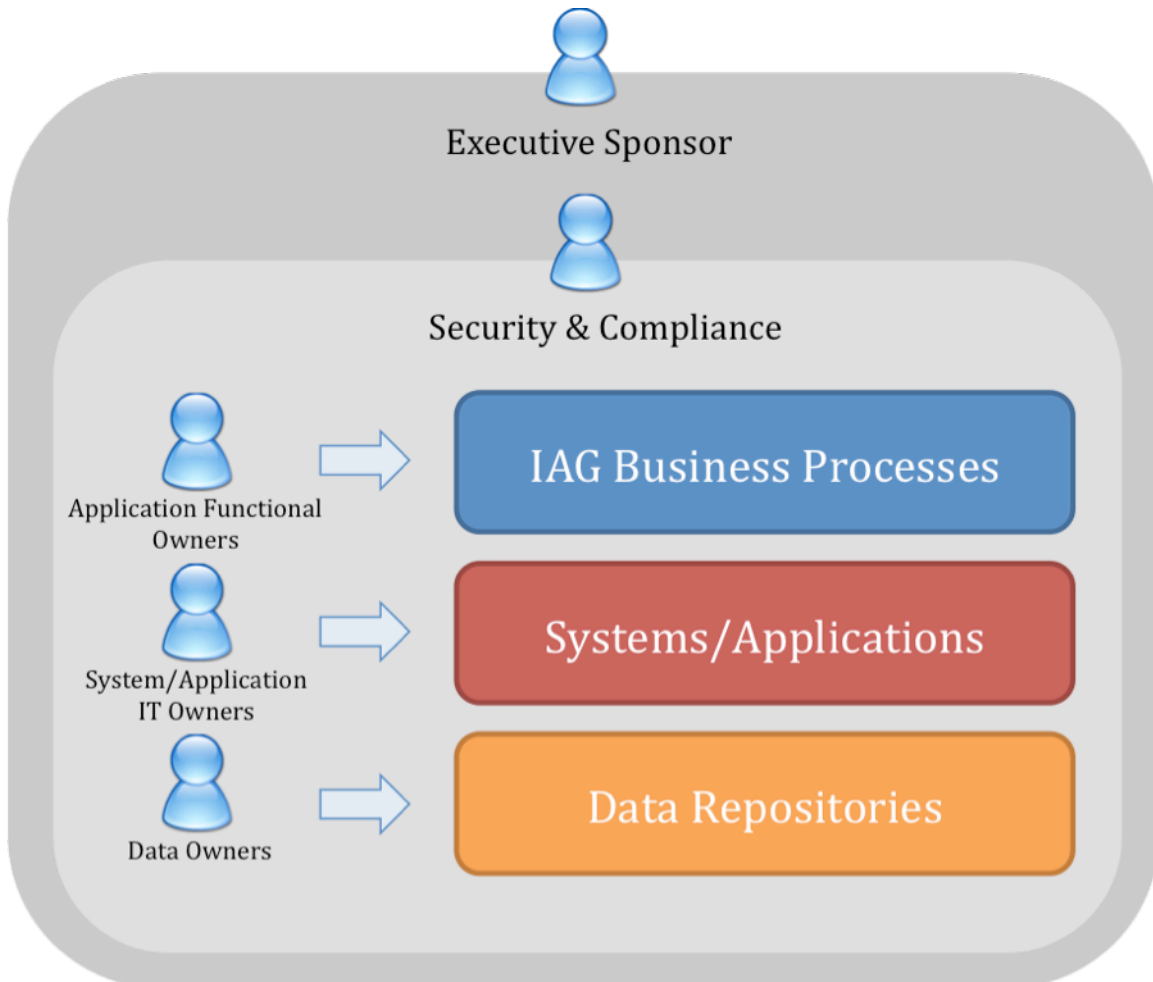 Executive Sponsor
Security & Compliance
Application Functional
Owners
IAG Business Processes
System/Application
IT Owners
Systems/Applications
Data Owners
Data Repositories